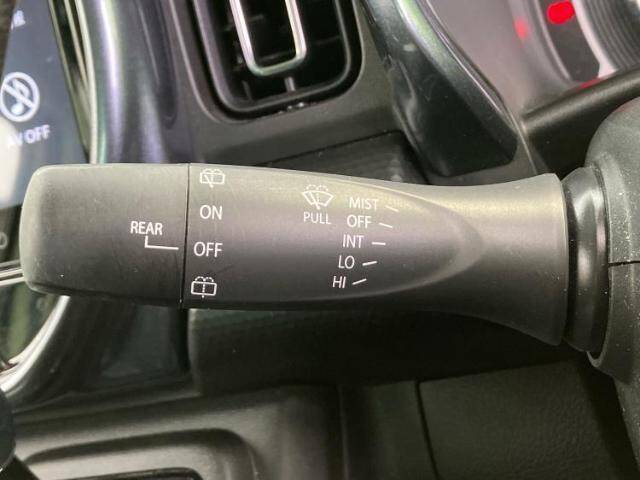 AV OFF
REAR
ON
OFF
PULL
MIST
OFF
INT
LO
HI